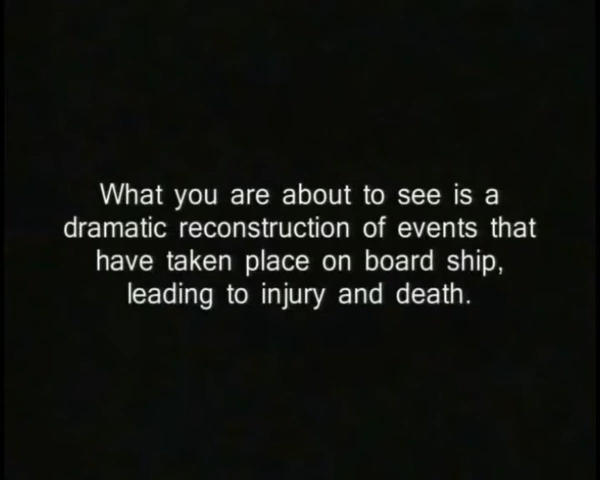 What you are about to see is a
dramatic reconstruction of events that
have taken place on board ship,
leading to injury and death.